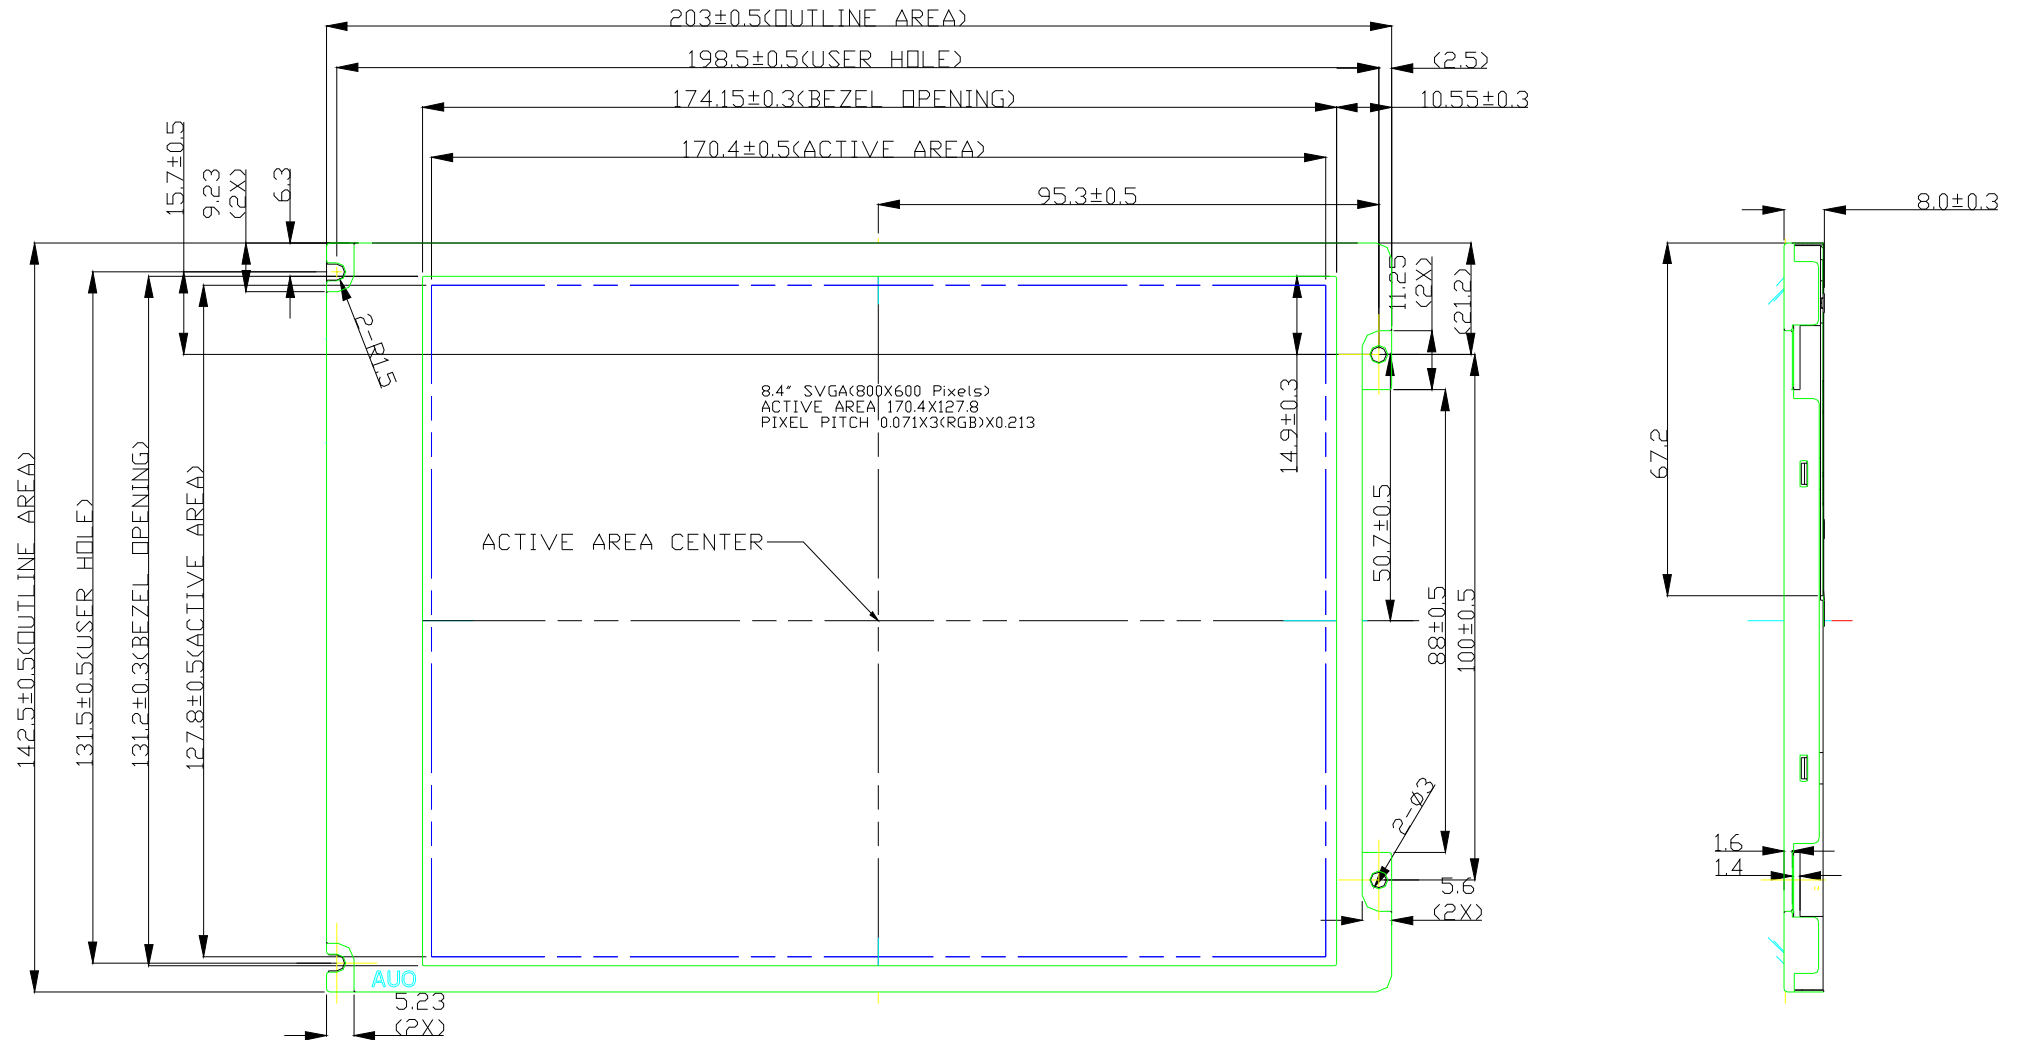 203±0.5(OUTLINE AREA)
198.5±0.5(USER HOLE)
(2.5)
174.15±0.3(BEZEL OPENING)
10.55±0.3
170.4±0.5(ACTIVE AREA)
95.3±0.5
15.7±0.5
9.23
(2X)
6.3
8.0±0.3
11.25
(2X)
(21.2)
2-R1.5
8.4" SVGA(800X600 Pixels)
ACTIVE AREA 170.4X127.8
PIXEL PITCH 0.071X3(RGB)X0.213
14.9±0.3
67.2
142.5±0.5(OUTLINE AREA)
131.5±0.5(USER HOLE)
131.2±0.3(BEZEL OPENING)
127.8±0.5(ACTIVE AREA)
ACTIVE AREA CENTER
50.7±0.5
88±0.5
100±0.5
2-Ø3
1.6
1.4
5.6
(2X)
AUO
5.23
(2X)